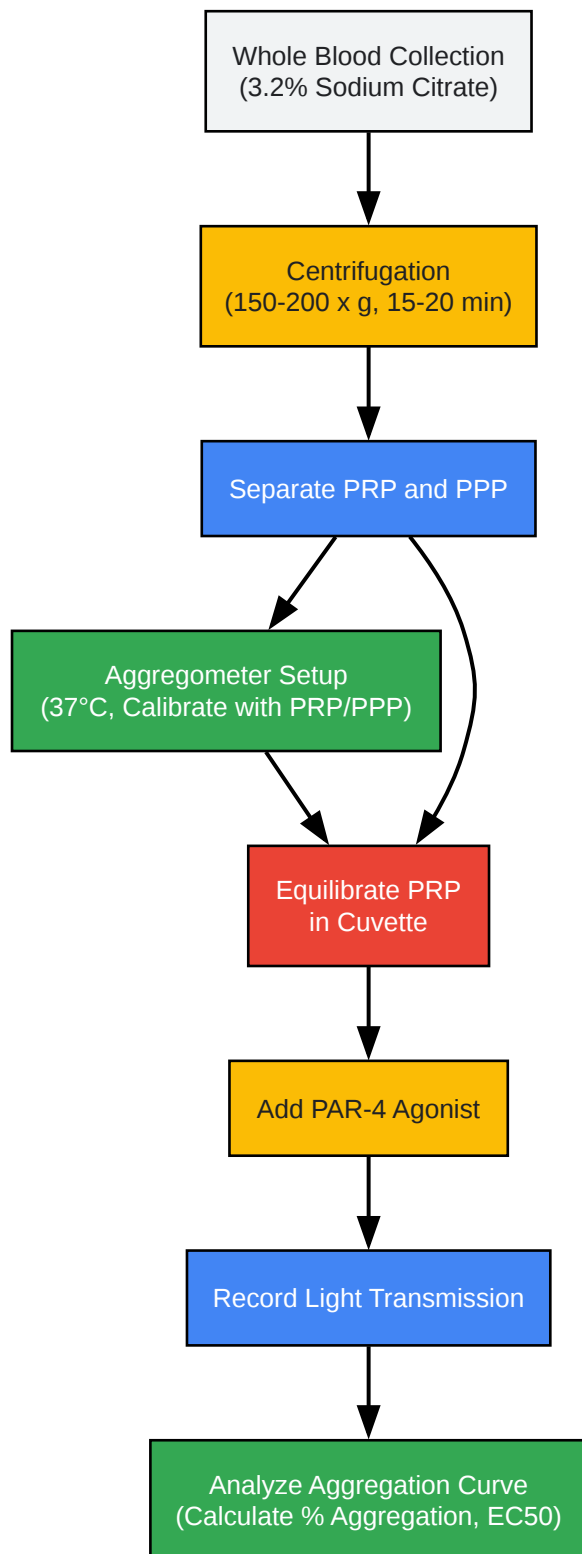 Whole Blood Collection
(3.2% Sodium Citrate)
Centrifugation
(150-200 x g, 15-20 min)
Separate PRP and PPP
Aggregometer Setup
(37°C, Calibrate with PRP/PPP)
Equilibrate PRP
in Cuvette
Add PAR-4 Agonist
Record Light Transmission
Analyze Aggregation Curve
(Calculate % Aggregation, EC50)